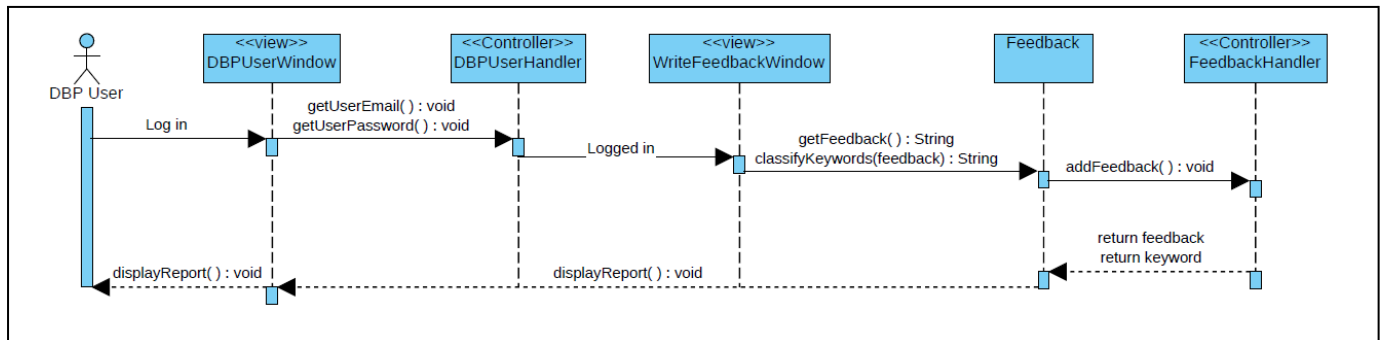 <<view>>
DBPUserWindow
<<Controller>>
DBPUserHandler
<<view>>
WriteFeedbackWindow
Feedback
<<Controller>>
FeedbackHandler
DBP User
Log in
getUserEmail( ) : void
getUserPassword( ) : void
Logged in
getFeedback( ) : String
classifyKeywords(feedback) : String
addFeedback( ) : void
return feedback
return keyword
displayReport( ) : void
displayReport( ) : void